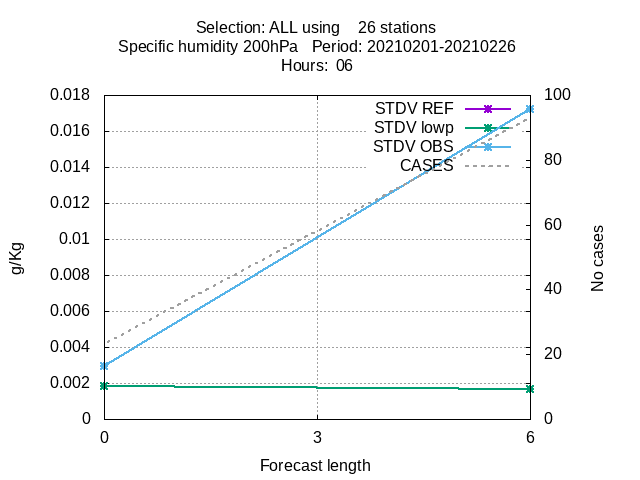 Selection: ALL using    26 stations
Specific humidity 200hPa   Period: 20210201-20210226
Hours:  06
STDV REF
STDV lowp
STDV OBS
CASES
0.018
0.016
0.014
0.012
0.01
0.008
0.006
0.004
0.002
0
g/Kg
100
80
60
40
20
0
No cases
0
3
6
Forecast length